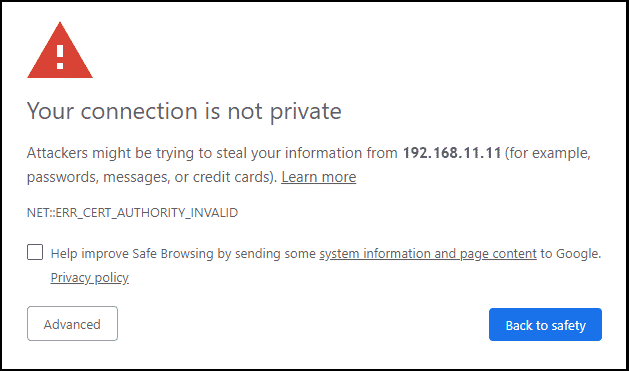 Your connection is not private
Attackers might be trying to steal your information from 192.168.11.11 (for example,
passwords, messages, or credit cards). Learn more
NET::ERR_CERT_AUTHORITY_INVALID
Help improve Safe Browsing by sending some system information and page content to Google.
Privacy policy
Advanced
Back to safety